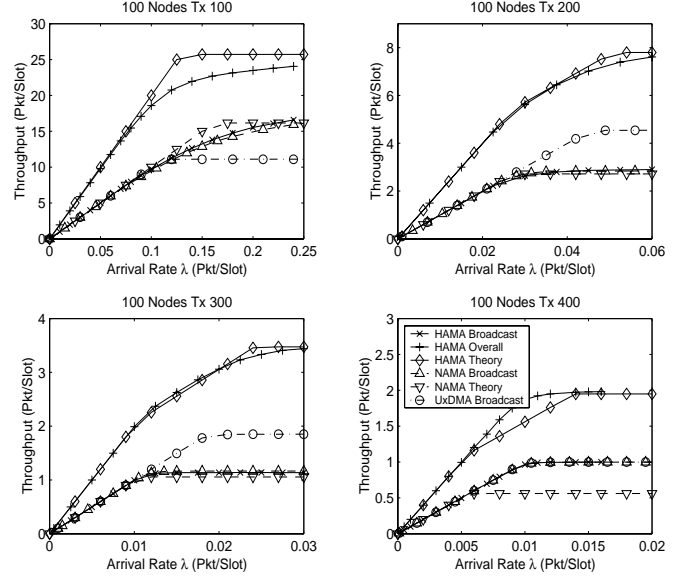 100 Nodes Tx 100
30
25
20
15
10
5
0
0
0.05
0.1
0.15
0.2
0.25
Throughput (Pkt/Slot)
Arrival Rate λ (Pkt/Slot)
100 Nodes Tx 200
8
6
4
2
0
0
0.02
0.04
0.06
Throughput (Pkt/Slot)
Arrival Rate λ (Pkt/Slot)
100 Nodes Tx 300
4
3
2
1
0
0
0.01
0.02
0.03
Throughput (Pkt/Slot)
Arrival Rate λ (Pkt/Slot)
100 Nodes Tx 400
3
2.5
2
1.5
1
0.5
0
0
0.005
0.01
0.015
0.02
Throughput (Pkt/Slot)
Arrival Rate λ (Pkt/Slot)
HAMA Broadcast
HAMA Overall
HAMA Theory
NAMA Broadcast
NAMA Theory
UxDMA Broadcast